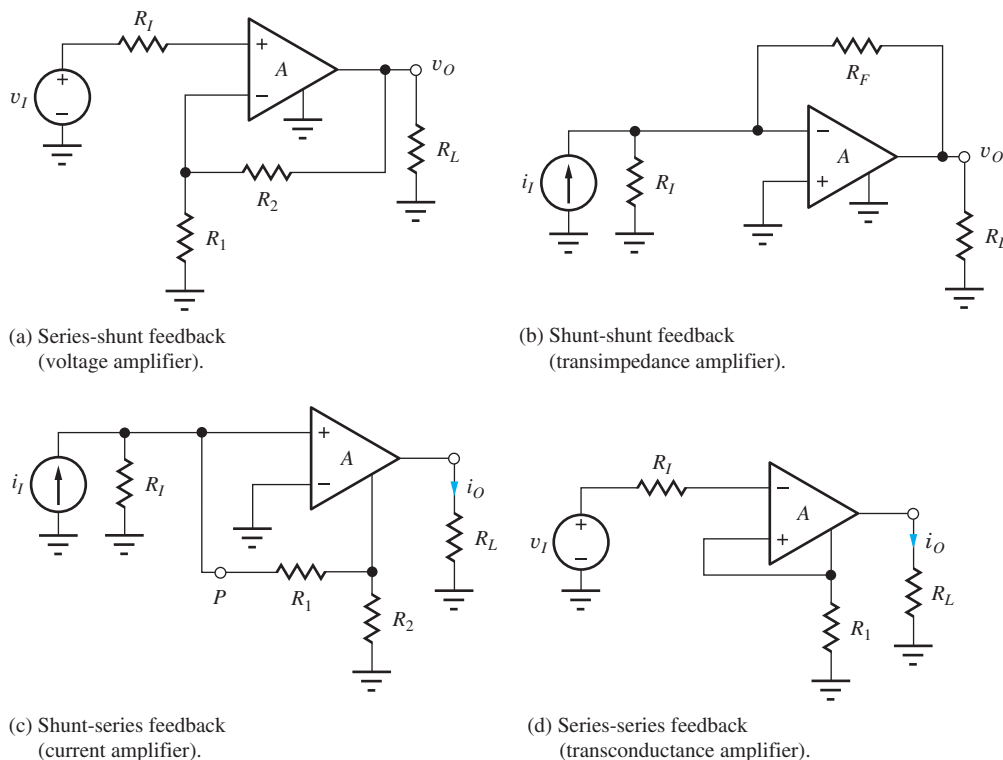 R_I
+
A
−
v_O
v_I
+
−
R_L
R_2
R_1
(a) Series-shunt feedback
(voltage amplifier).
R_F
−
A
+
v_O
i_I
R_I
R_L
(b) Shunt-shunt feedback
(transimpedance amplifier).
+
A
−
i_I
R_I
i_O
R_L
P
R_1
R_2
(c) Shunt-series feedback
(current amplifier).
R_I
−
A
+
v_I
+
−
i_O
R_L
R_1
(d) Series-series feedback
(transconductance amplifier).